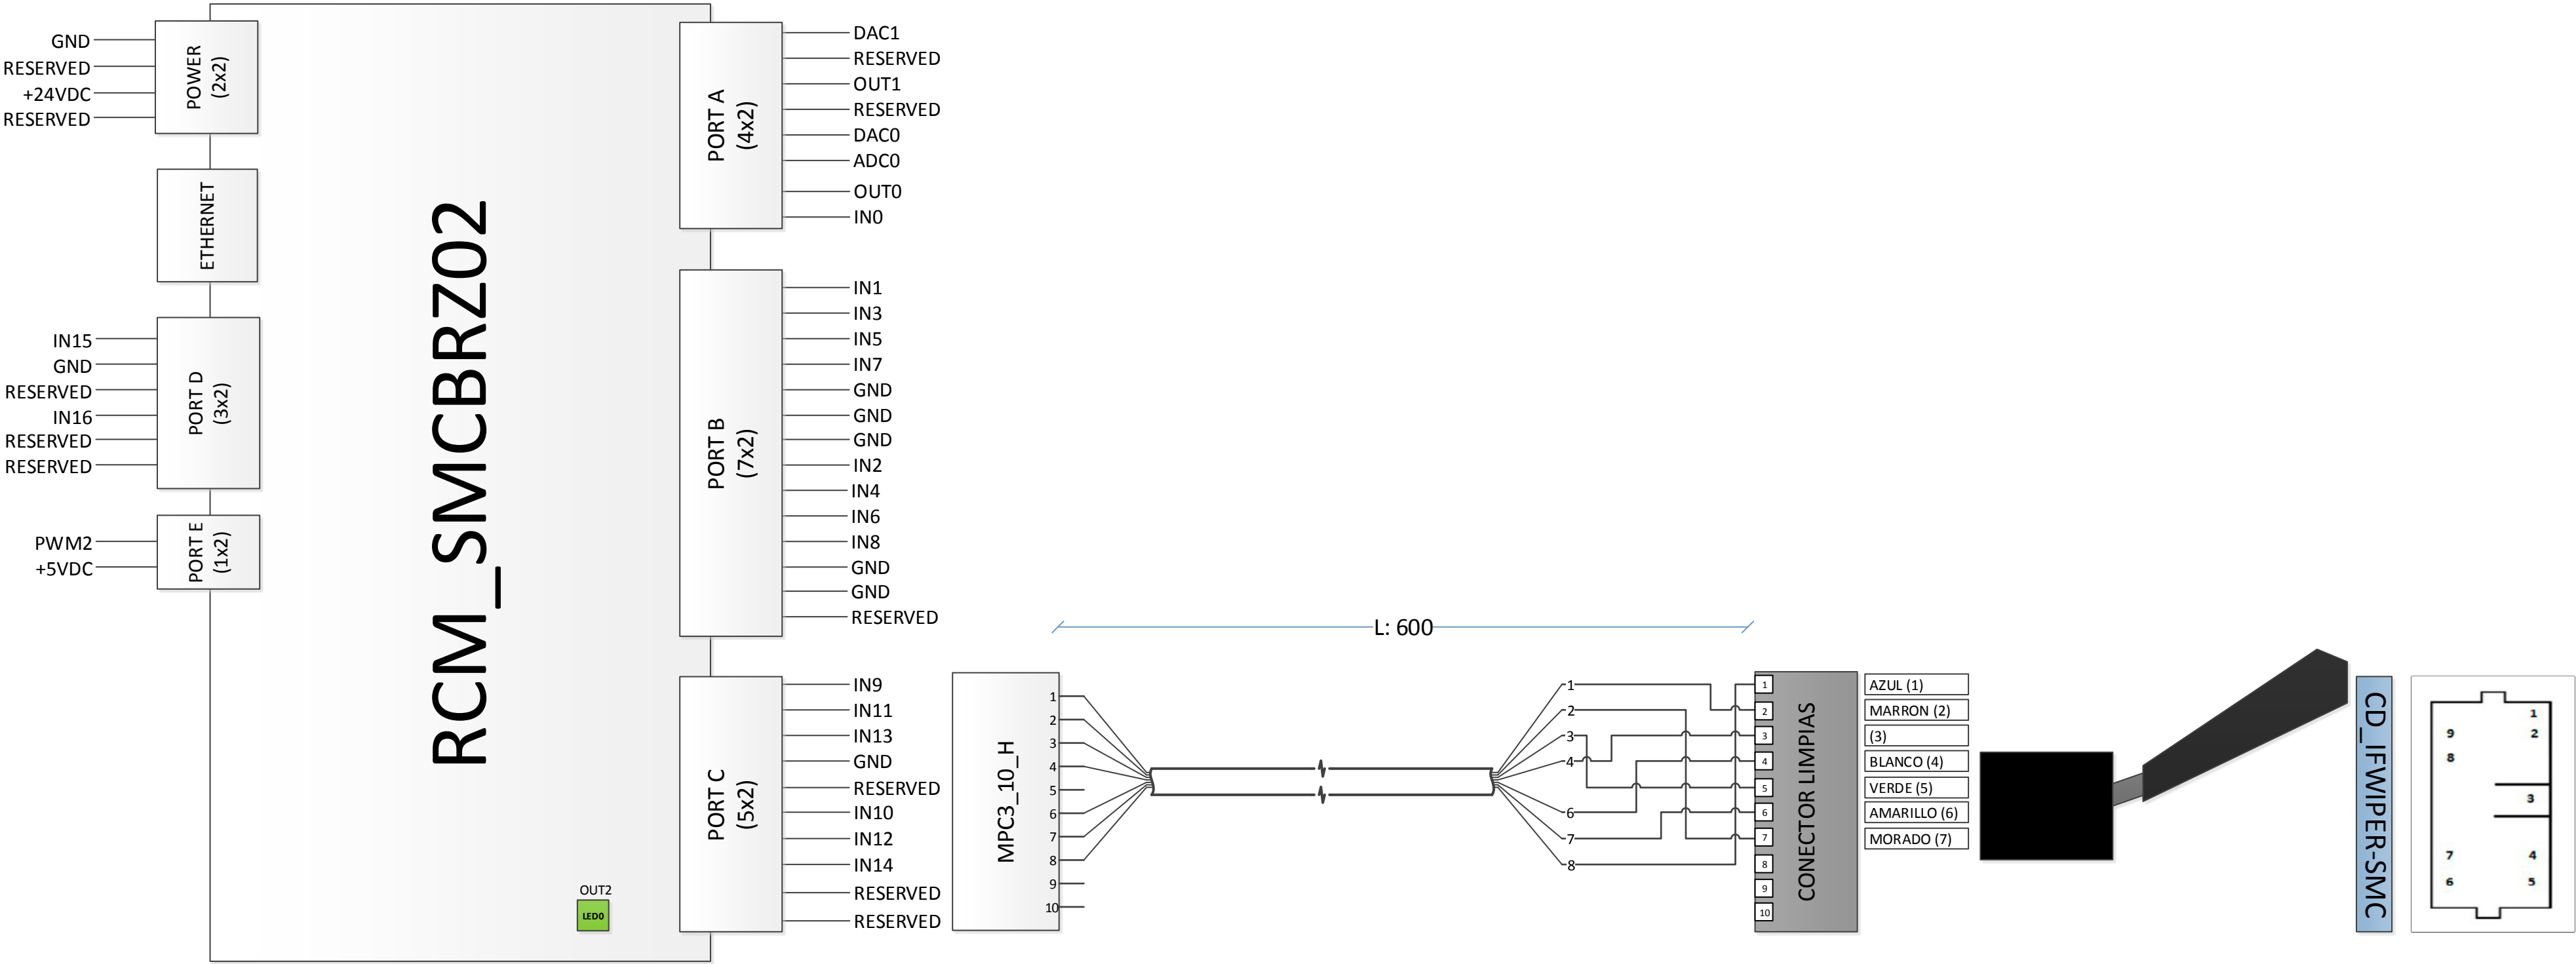 GND
RESERVED
+24VDC
RESERVED
POWER
(2x2)
ETHERNET
IN15
GND
RESERVED
IN16
RESERVED
RESERVED
PORT D
(3x2)
PWM2
+5VDC
PORT E
(1x2)
RCM_SMCBRZ02
OUT2
LED0
PORT A
(4x2)
DAC1
RESERVED
OUT1
RESERVED
DAC0
ADC0
OUT0
IN0
PORT B
(7x2)
IN1
IN3
IN5
IN7
GND
GND
GND
IN2
IN4
IN6
IN8
GND
GND
RESERVED
PORT C
(5x2)
IN9
IN11
IN13
GND
RESERVED
IN10
IN12
IN14
RESERVED
RESERVED
MPC3_10_H
1
2
3
4
5
6
7
8
9
10
L: 600
1
2
3
4
6
7
8
1
2
3
4
5
6
7
8
9
10
CONECTOR LIMPIAS
AZUL (1)
MARRON (2)
(3)
BLANCO (4)
VERDE (5)
AMARILLO (6)
MORADO (7)
CD_IFWIPER-SMC
1
9 2
8
3
7 4
6 5